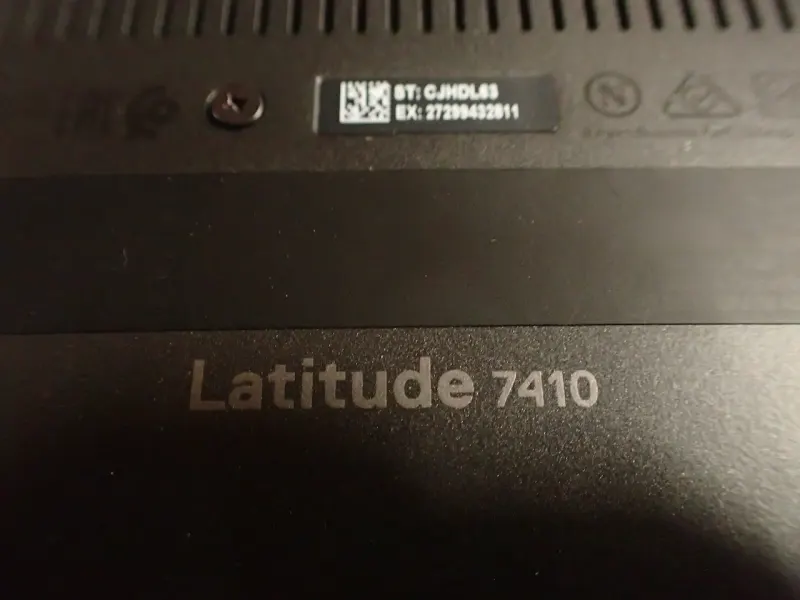 ST: CJHDL63
EX: 27299432811
Latitude 7410